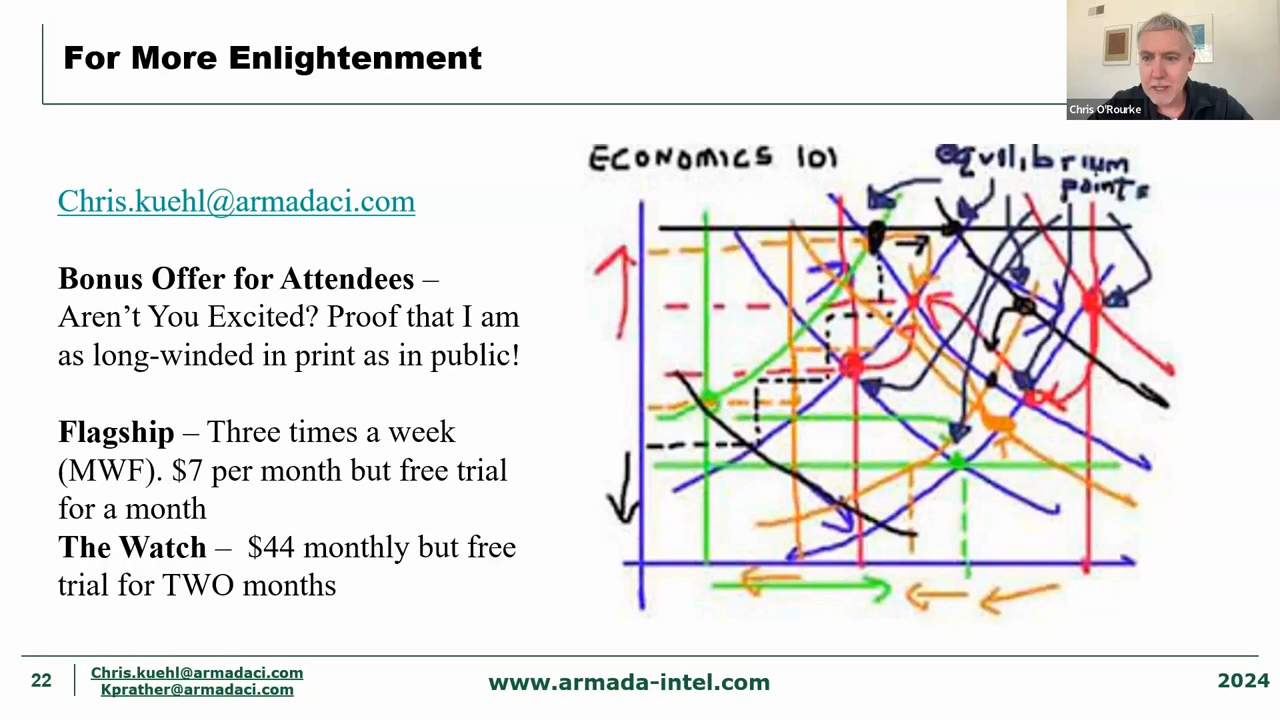 For More Enlightenment
Chris O'Rourke
Chris.kuehl@armadaci.com
Bonus Offer for Attendees –
Aren't You Excited? Proof that I am
as long-winded in print as in public!
Flagship – Three times a week
(MWF). $7 per month but free trial
for a month
The Watch – $44 monthly but free
trial for TWO months
ECONOMICS 101
equilibrium
points
22
Chris.kuehl@armadaci.com
Kprather@armadaci.com
www.armada-intel.com
2024